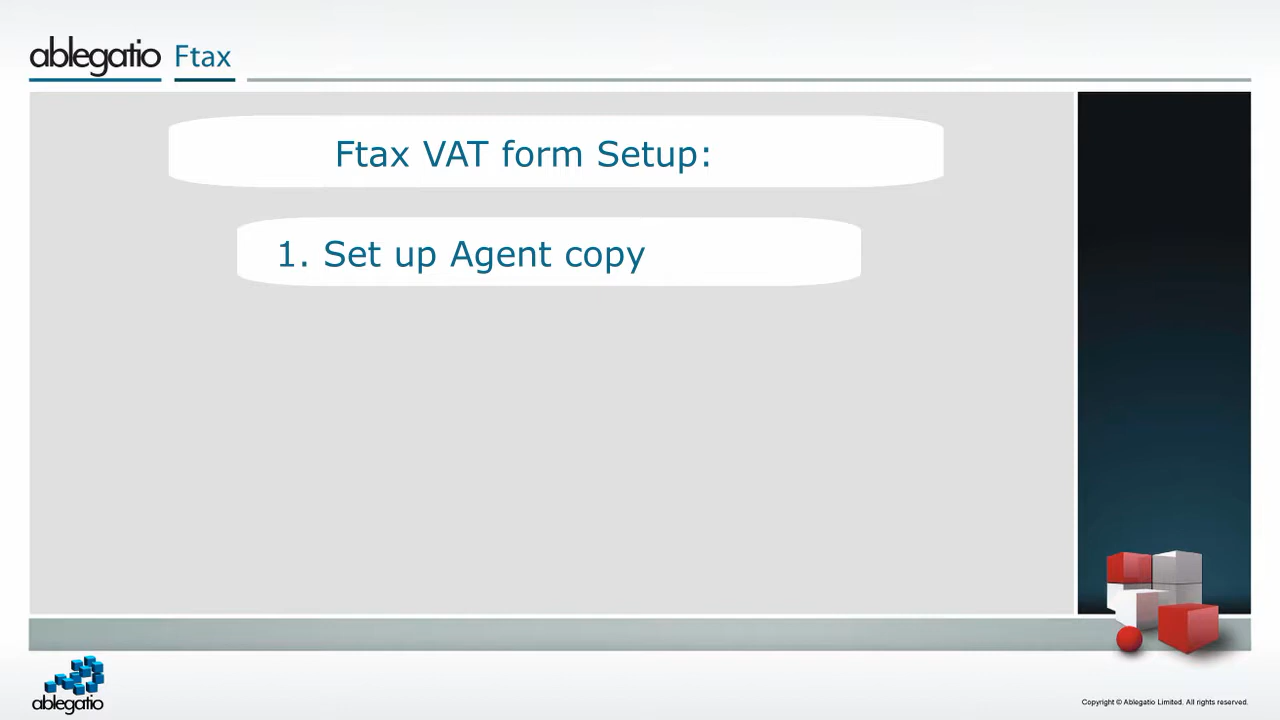 ablegatio Ftax
Ftax VAT form Setup:
1. Set up Agent copy
ablegatio
Copyright © Ablegatio Limited. All rights reserved.